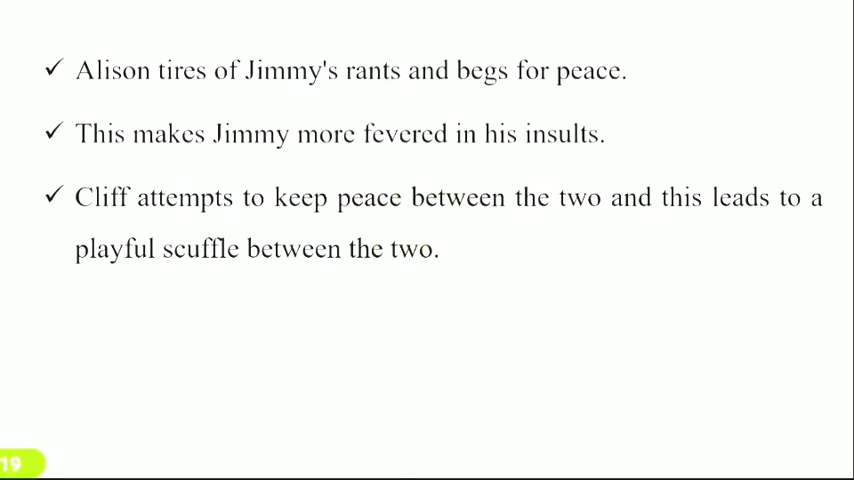 ✓ Alison tires of Jimmy's rants and begs for peace.
✓ This makes Jimmy more fevered in his insults.
✓ Cliff attempts to keep peace between the two and this leads to a
playful scuffle between the two.
19